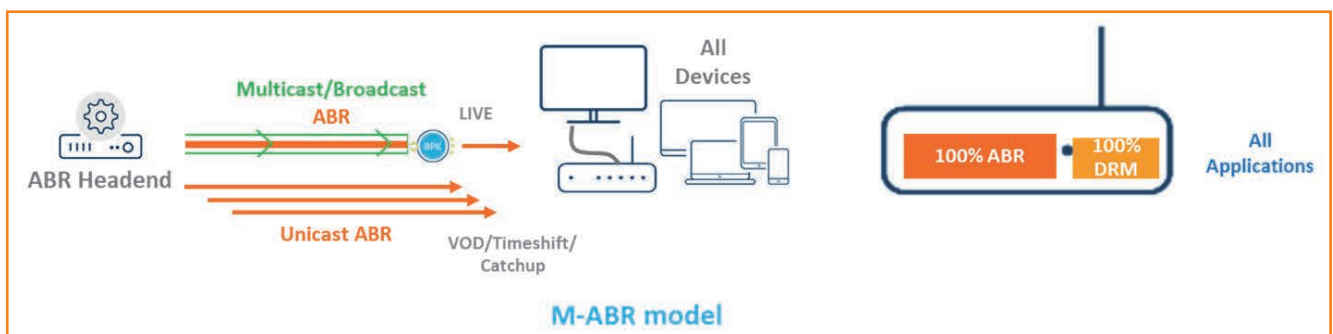 Multicast/Broadcast
ABR
BPK
LIVE
ABR Headend
Unicast ABR
VOD/Timeshift/
Catchup
All
Devices
100% ABR
100%
DRM
All
Applications
M-ABR model